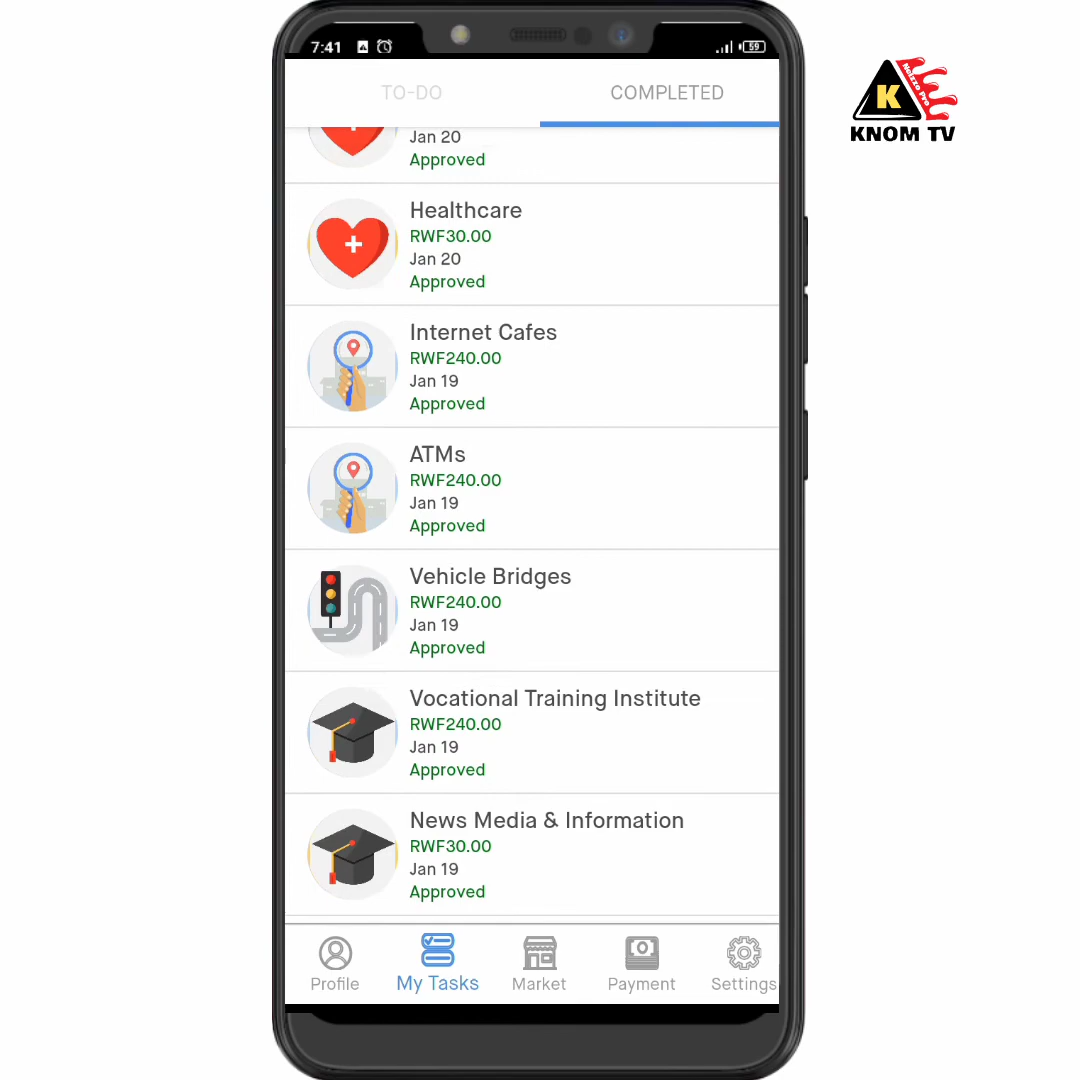 7:41
59
TO-DO
COMPLETED
Jan 20
Approved
Healthcare
RWF30.00
Jan 20
Approved
Internet Cafes
RWF240.00
Jan 19
Approved
ATMs
RWF240.00
Jan 19
Approved
Vehicle Bridges
RWF240.00
Jan 19
Approved
Vocational Training Institute
RWF240.00
Jan 19
Approved
News Media & Information
RWF30.00
Jan 19
Approved
Profile
My Tasks
Market
Payment
Settings
K
KNOM TV